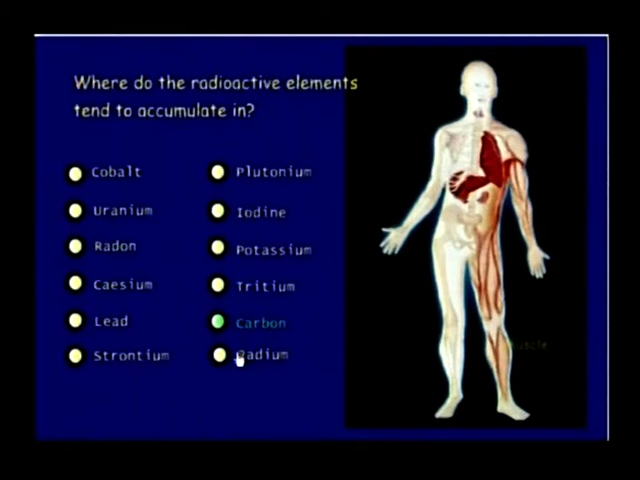 Where do the radioactive elements
tend to accumulate in?
Cobalt
Uranium
Radon
Caesium
Lead
Strontium
Plutonium
Iodine
Potassium
Tritium
Carbon
Radium